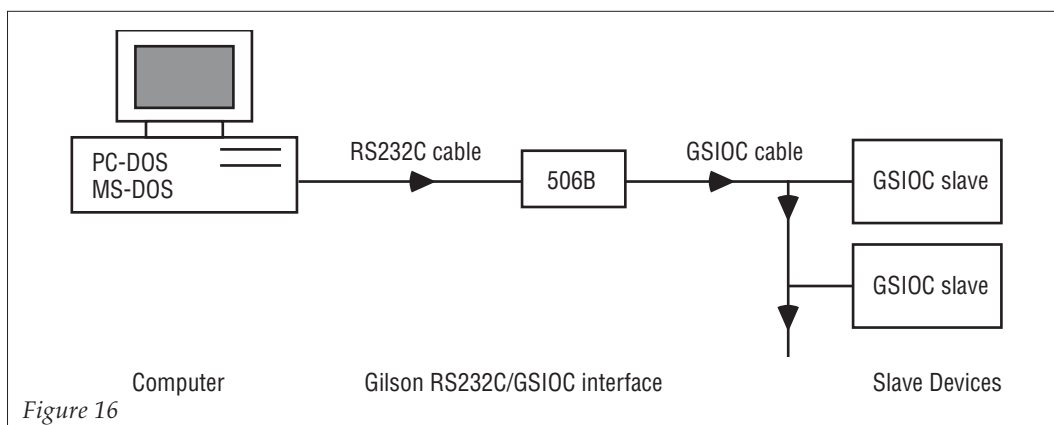 PC-DOS
MS-DOS
RS232C cable
506B
GSIOC cable
GSIOC slave
GSIOC slave
Computer
Gilson RS232C/GSIOC interface
Slave Devices
Figure 16